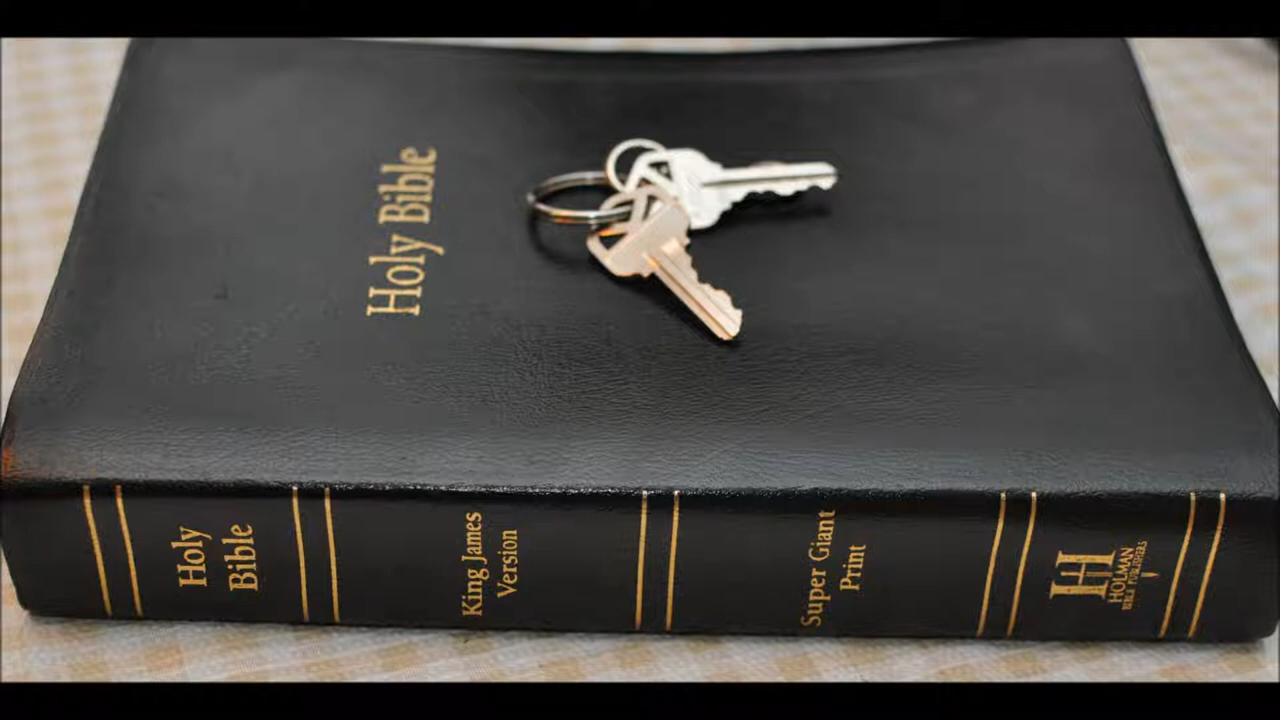 Holy Bible
Holy
Bible
King James
Version
Super Giant
Print
HOLMAN
BIBLE PUBLISHERS